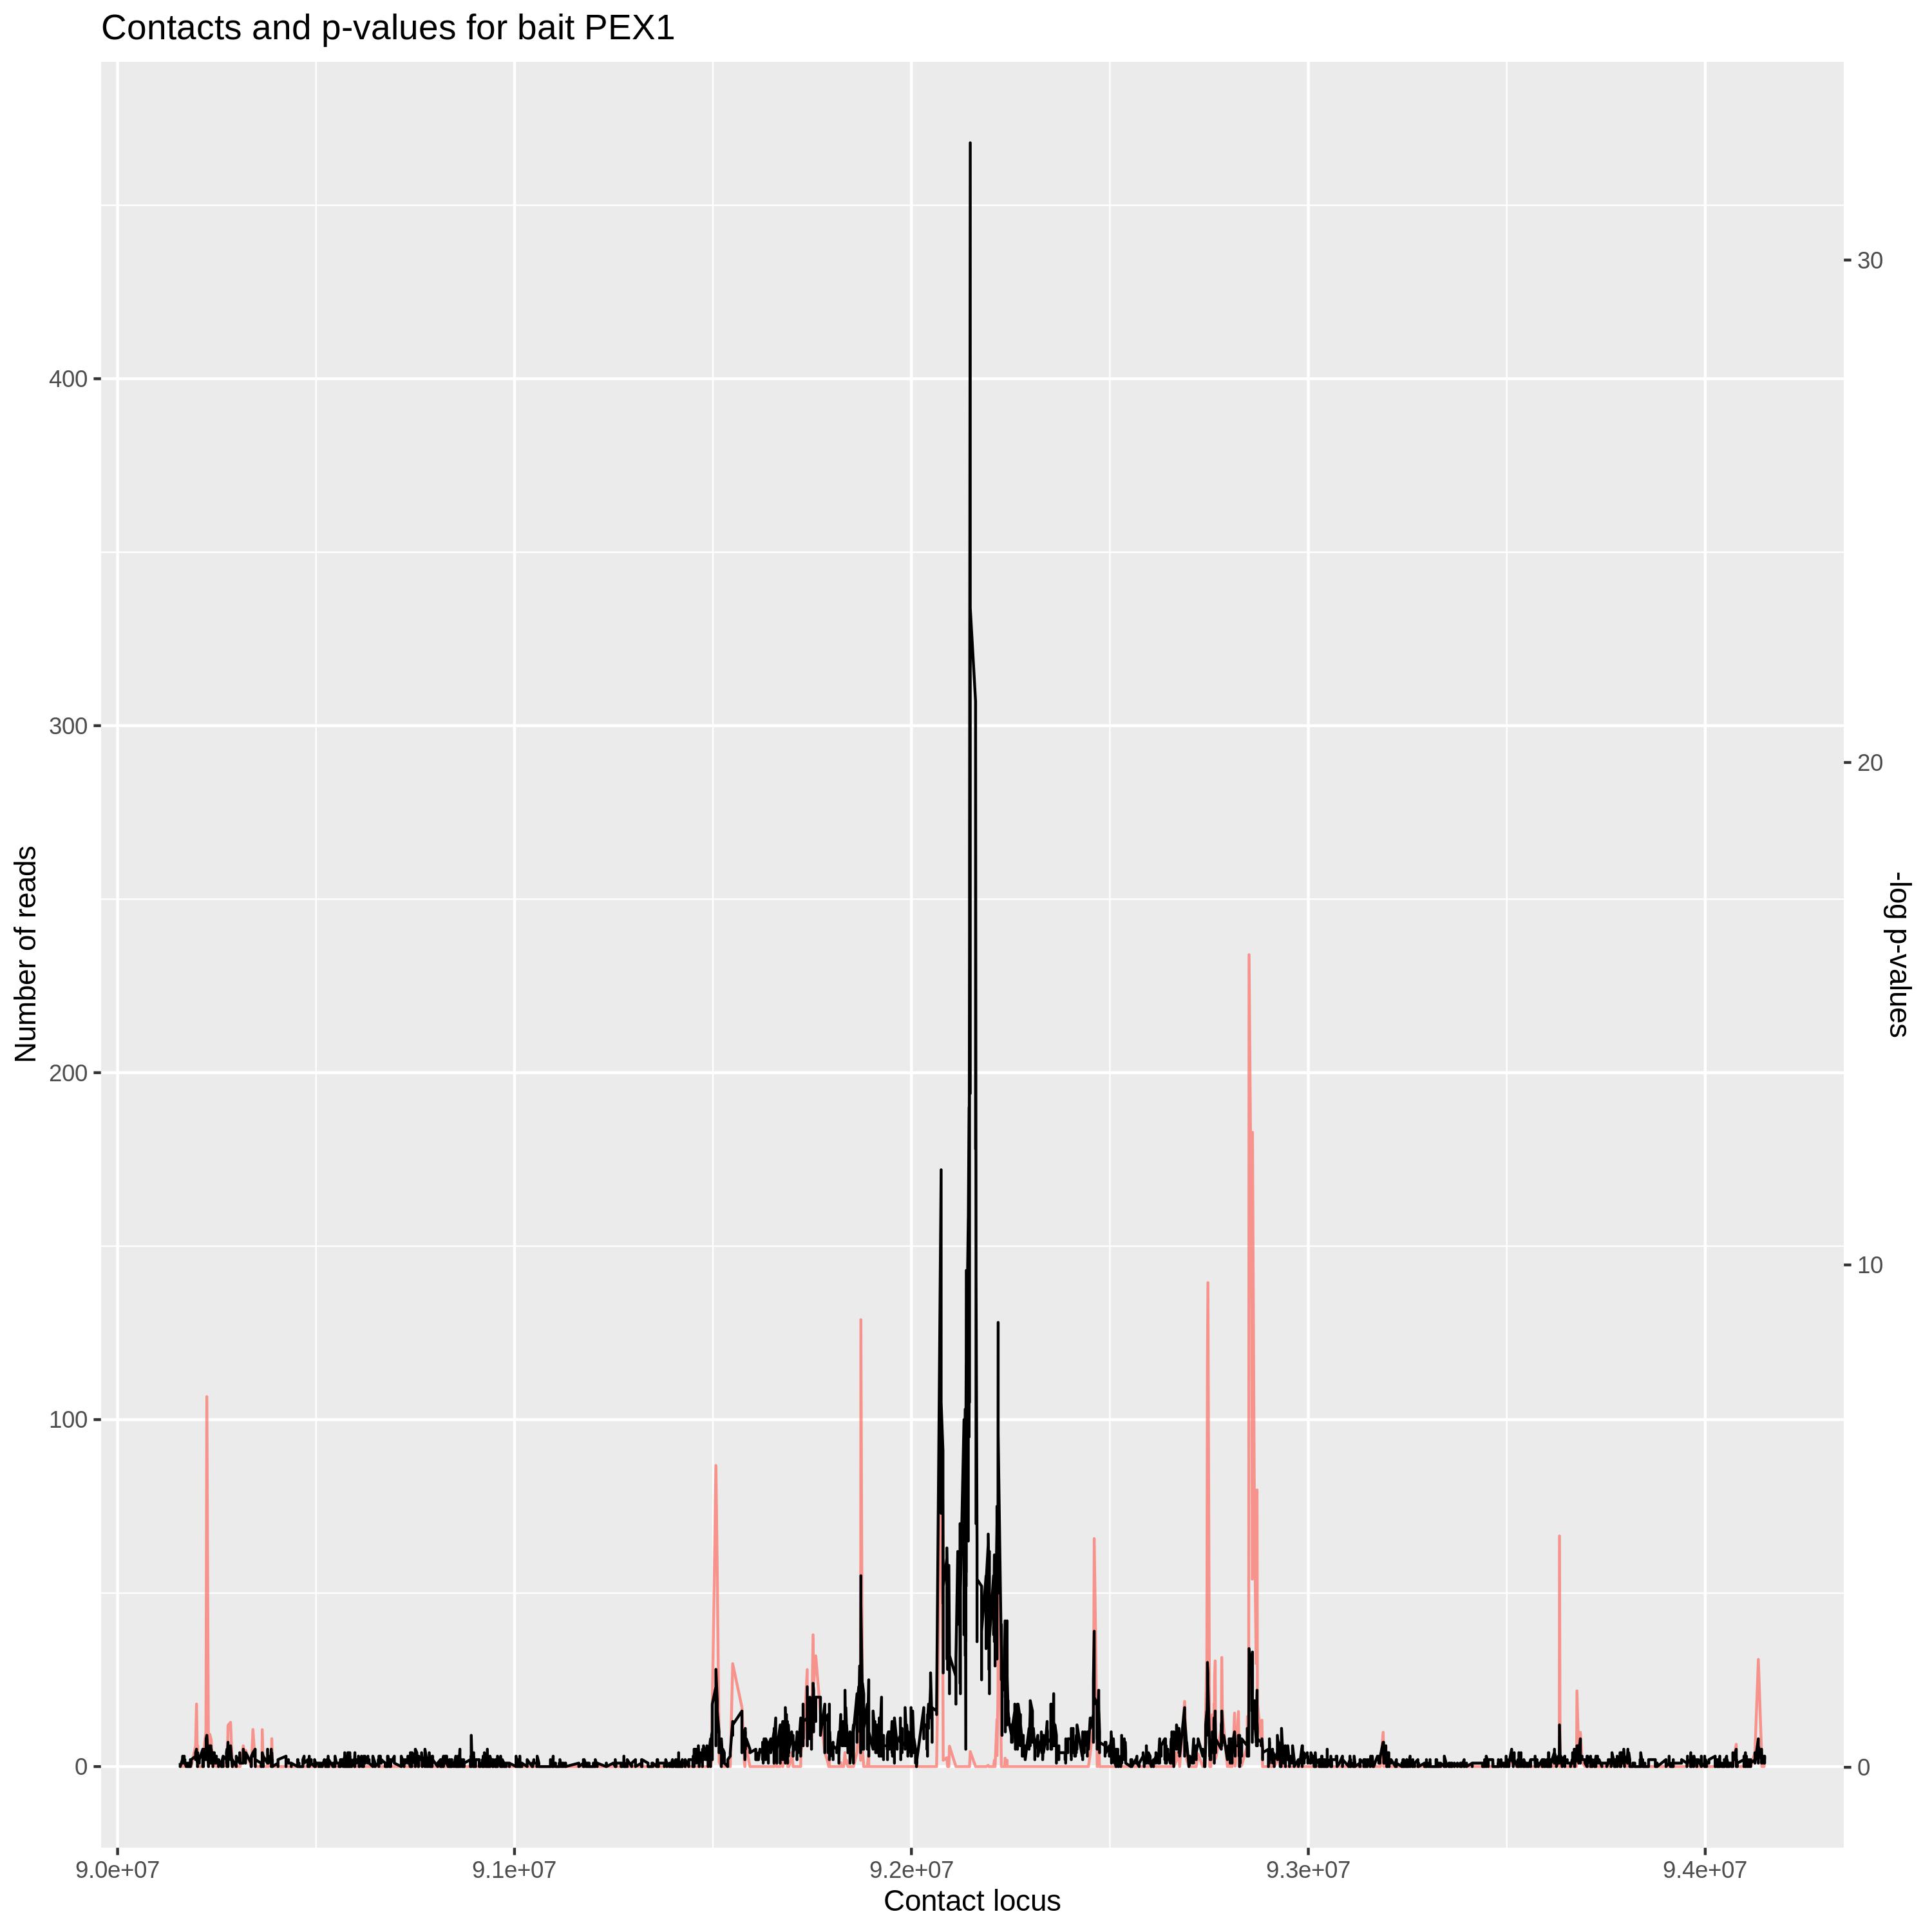 Contacts and p-values for bait PEX1
Number of reads
400
300
200
100
0
30
20
10
0
-log p-values
9.0e+07
9.1e+07
9.2e+07
9.3e+07
9.4e+07
Contact locus